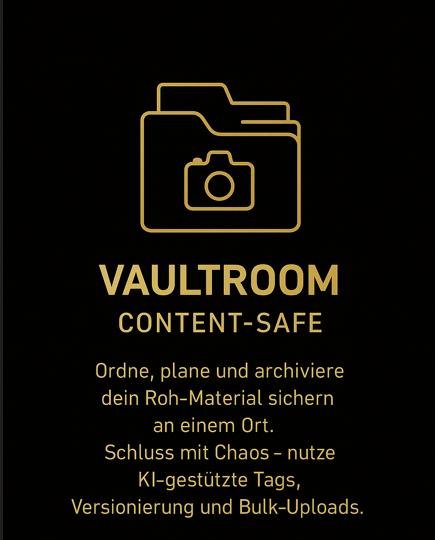 VAULTROOM
CONTENT-SAFE
Ordne, plane und archiviere
dein Roh-Material sichern
an einem Ort.
Schluss mit Chaos – nutze
KI-gestützte Tags,
Versionierung und Bulk-Uploads.